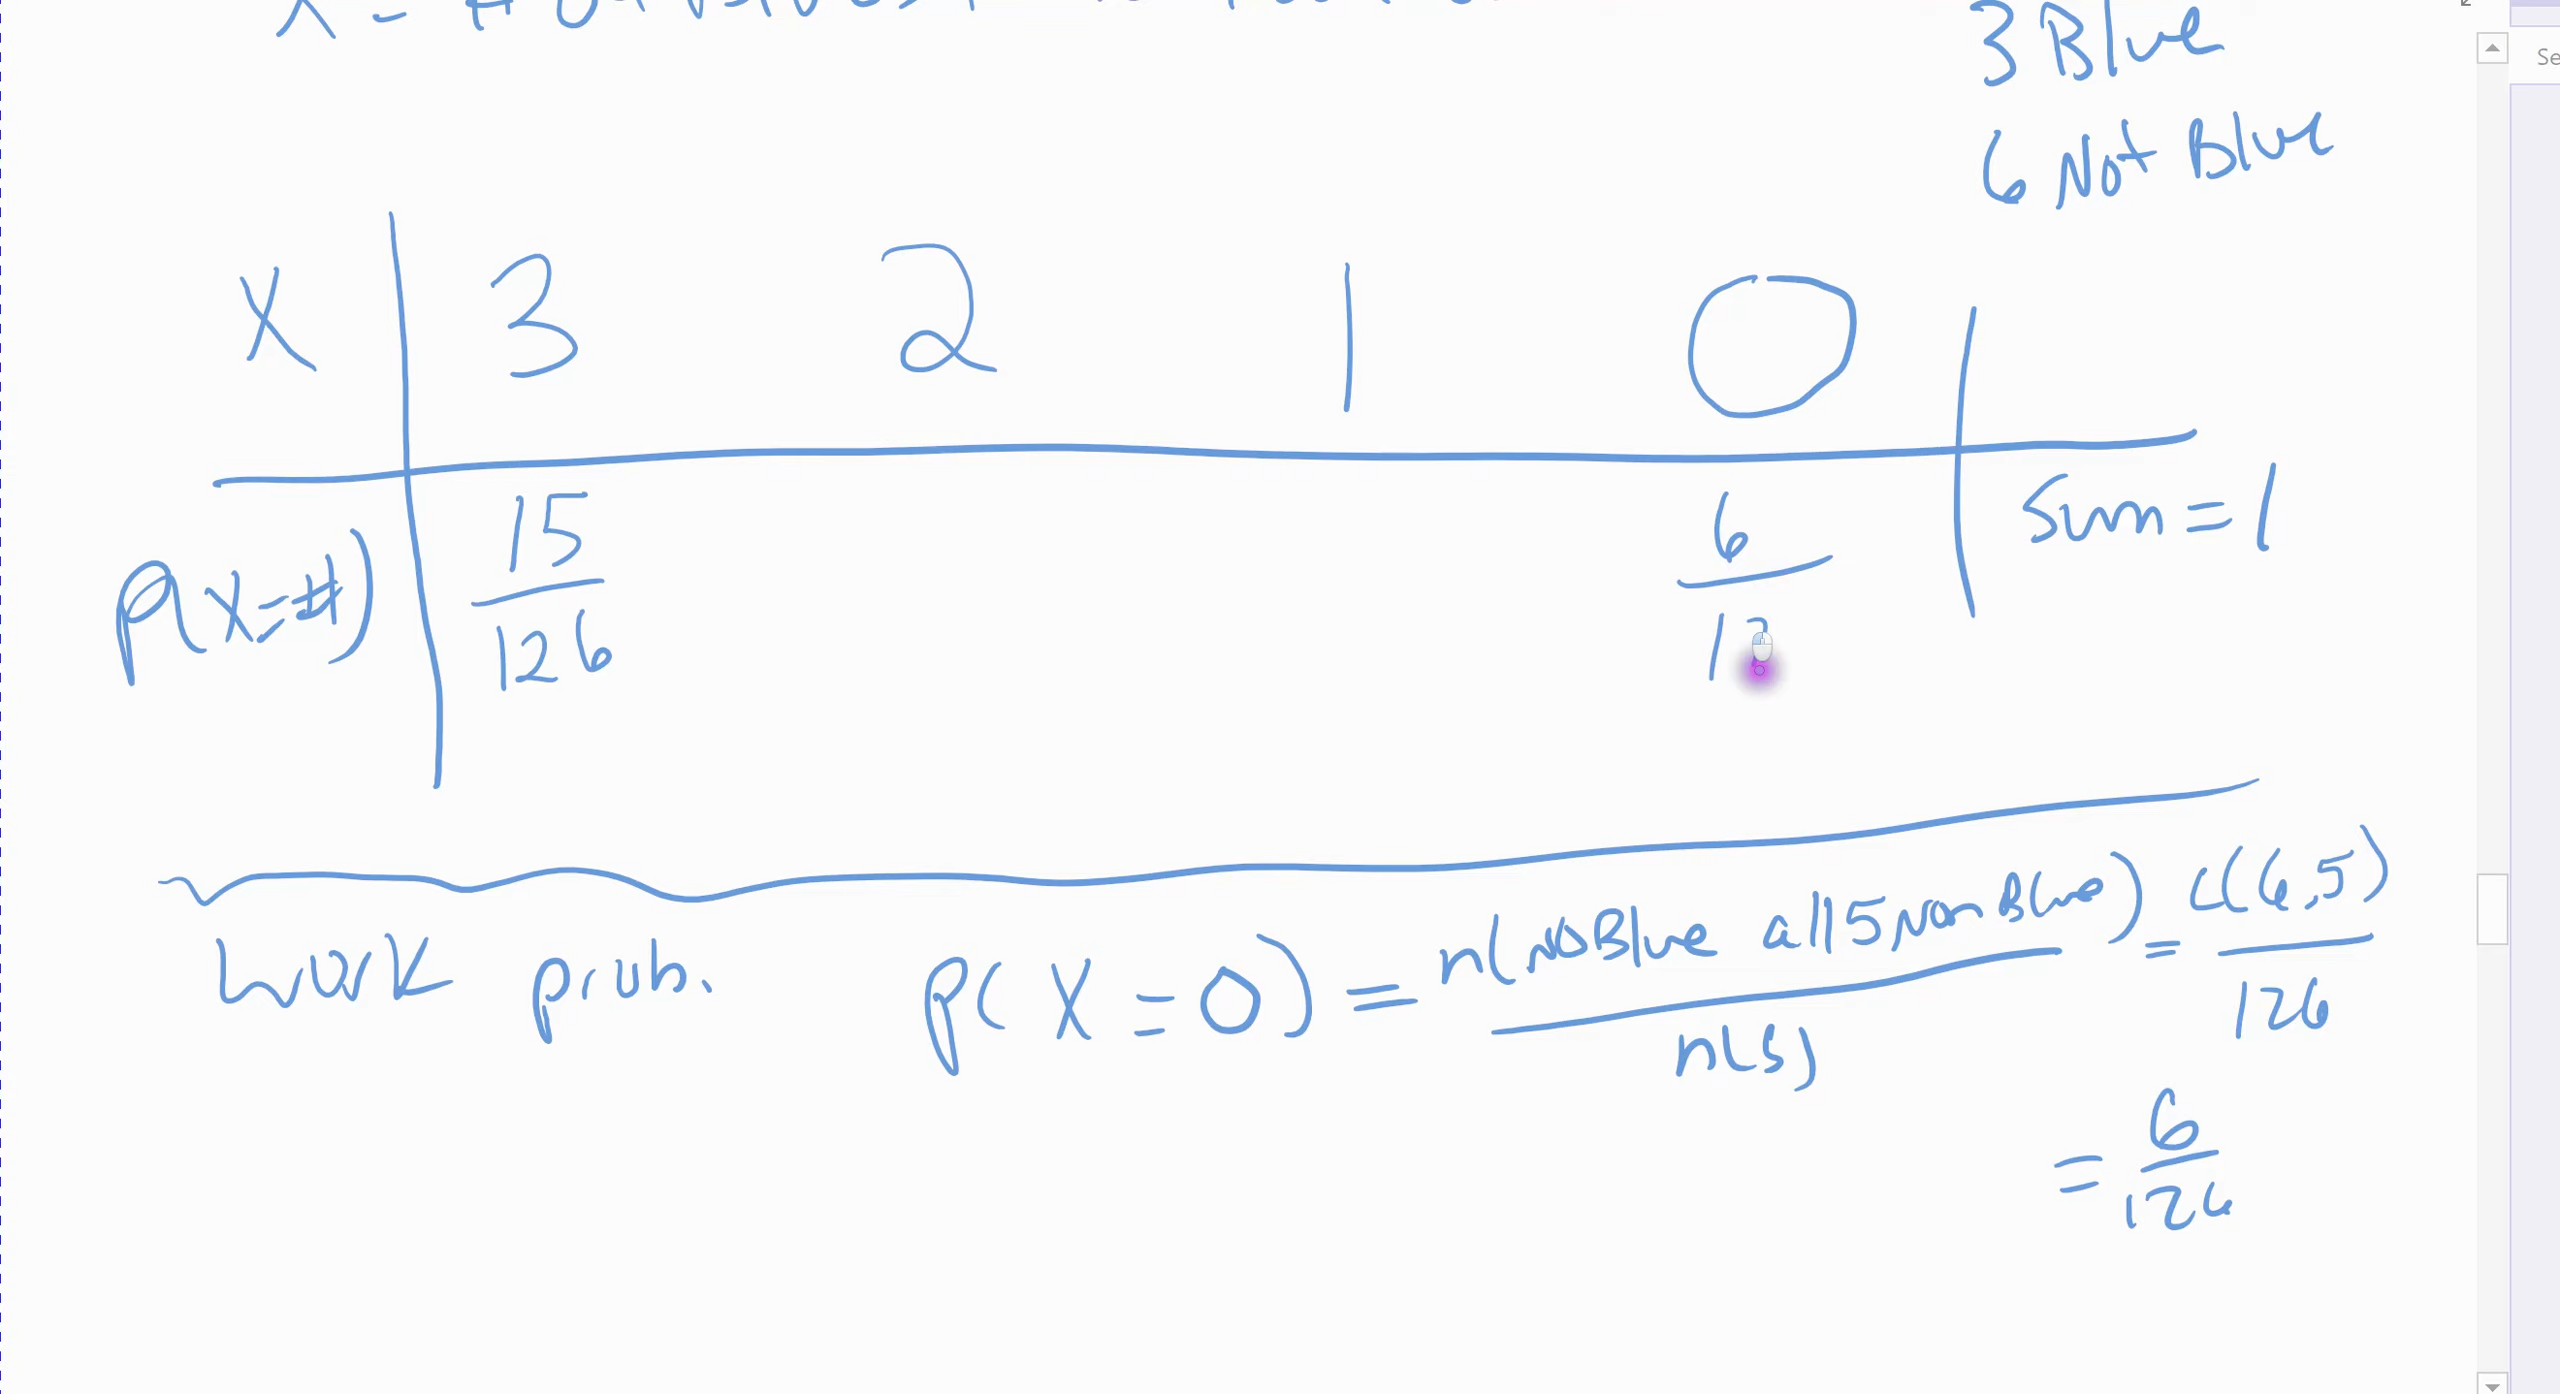 X = #
3 Blue
6 Not Blue
X 3 2 1 0
P(X=#) 15/126 6/12 Sum = 1
Work prob. P(X=0) = n(NO Blue all 5 Non Blue)/n(S) = C(6,5)/126
= 6/126
Se